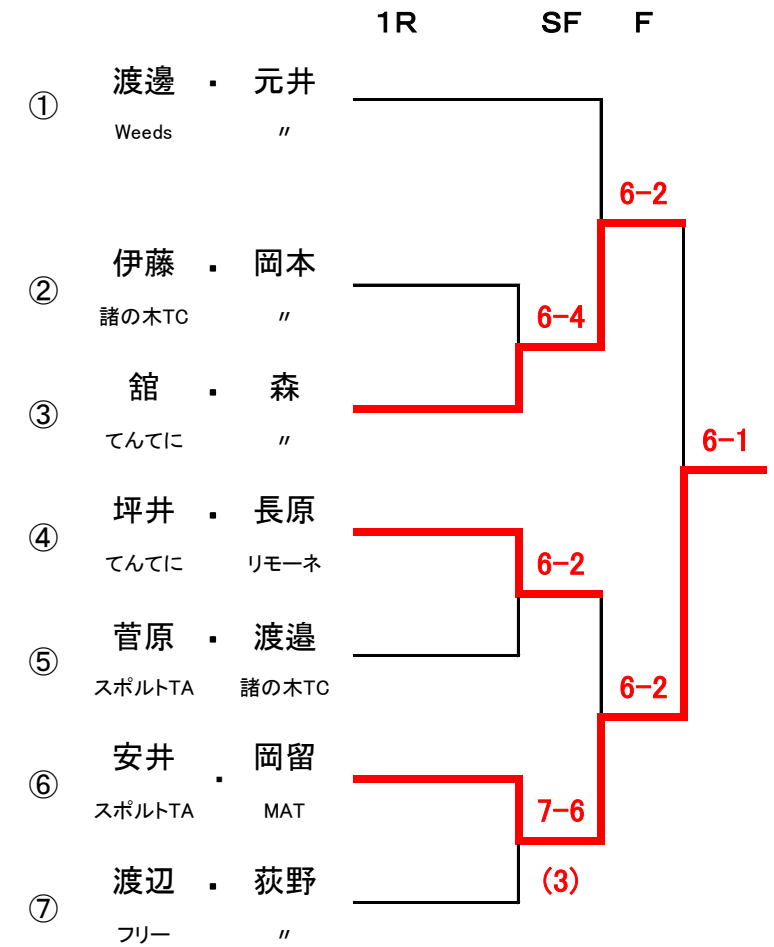 1R SF F
① 渡邊 ・ 元井
Weeds 〃
6-2
② 伊藤 ・ 岡本
諸の木TC 〃
6-4
③ 舘 ・ 森
てんてに 〃
6-1
④ 坪井 ・ 長原
てんてに リモーネ
6-2
⑤ 菅原 ・ 渡邉
スポルトTA 諸の木TC
6-2
⑥ 安井 ・ 岡留
スポルトTA MAT
7-6
(3)
⑦ 渡辺 ・ 荻野
フリー 〃